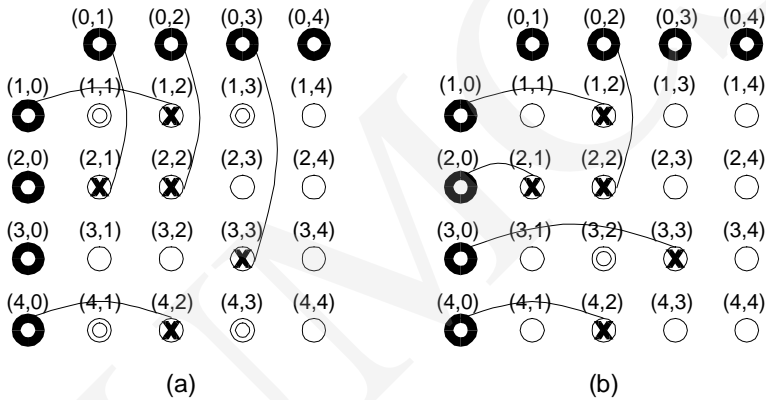 (0,1) (0,2) (0,3) (0,4) (0,1) (0,2) (0,3) (0,4)
(1,0) (1,1) (1,2) (1,3) (1,4) (1,0) (1,1) (1,2) (1,3) (1,4)
(2,0) (2,1) (2,2) (2,3) (2,4) (2,0) (2,1) (2,2) (2,3) (2,4)
(3,0) (3,1) (3,2) (3,3) (3,4) (3,0) (3,1) (3,2) (3,3) (3,4)
(4,0) (4,1) (4,2) (4,3) (4,4) (4,0) (4,1) (4,2) (4,3) (4,4)
(a) (b)